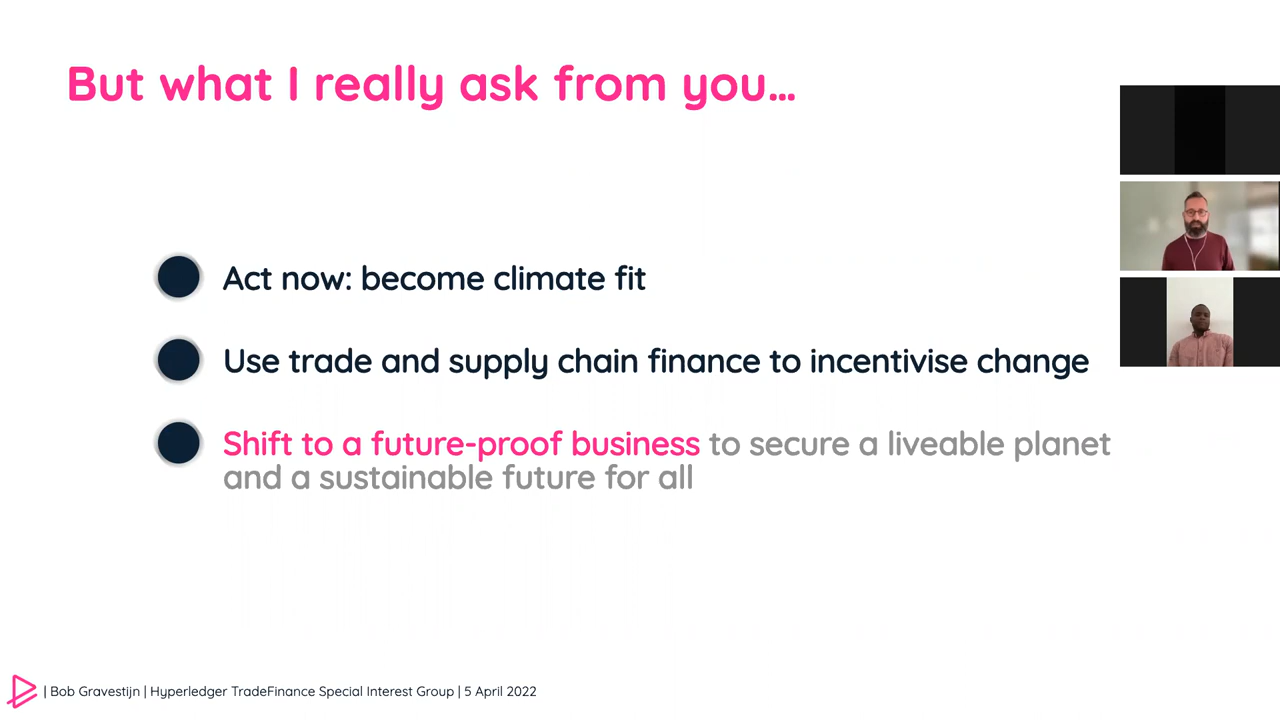 But what I really ask from you...
Act now: become climate fit
Use trade and supply chain finance to incentivise change
Shift to a future-proof business to secure a liveable planet
and a sustainable future for all
| Bob Gravestijn | Hyperledger TradeFinance Special Interest Group | 5 April 2022